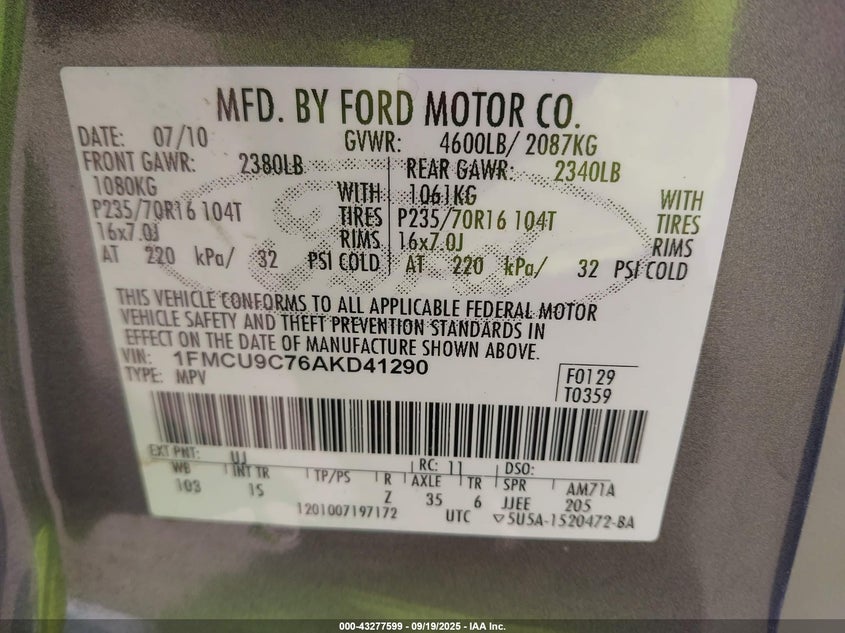 MFD. BY FORD MOTOR CO.
DATE: 07/10 GVWR: 4600LB/ 2087KG
FRONT GAWR: 2380LB REAR GAWR: 2340LB
1080KG WITH 1061KG WITH
P235/70R16 104T TIRES P235/70R16 104T TIRES
16x7.0J RIMS 16x7.0J RIMS
AT 220 kPa/ 32 PSI COLD AT 220 kPa/ 32 PSI COLD
THIS VEHICLE CONFORMS TO ALL APPLICABLE FEDERAL MOTOR
VEHICLE SAFETY AND THEFT PREVENTION STANDARDS IN
EFFECT ON THE DATE OF MANUFACTURE SHOWN ABOVE.
VIN: 1FMCU9C76AKD41290
TYPE: MPV
F0129
T0359
EXT PNT: UJ RC: 11 DSO:
WB INT TR TP/PS R AXLE TR SPR AM71A
103 IS Z 35 6 JJEE 205
1201007197172 UTC ▽5U5A-1520472-BA
000-43277599 - 09/19/2025 - IAA Inc.